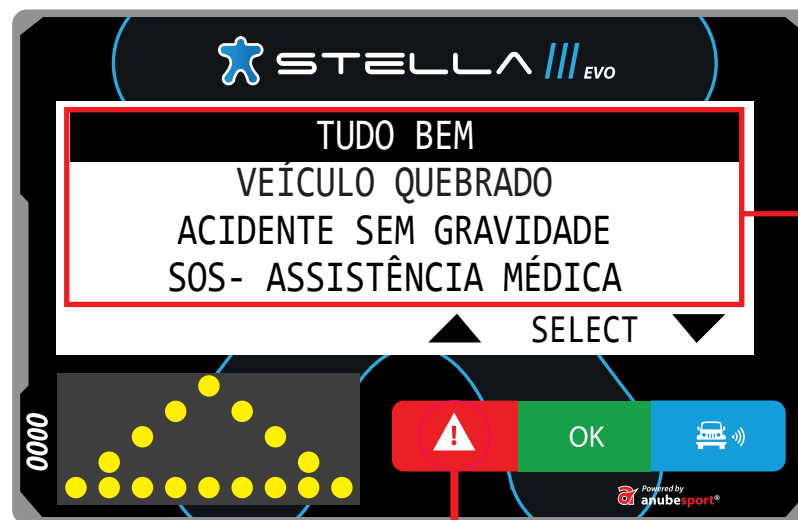 STELLA III EVO
TUDO BEM
VEÍCULO QUEBRADO
ACIDENTE SEM GRAVIDADE
SOS- ASSISTÊNCIA MÉDICA
SELECT
0000
OK
Powered by
anubesport®